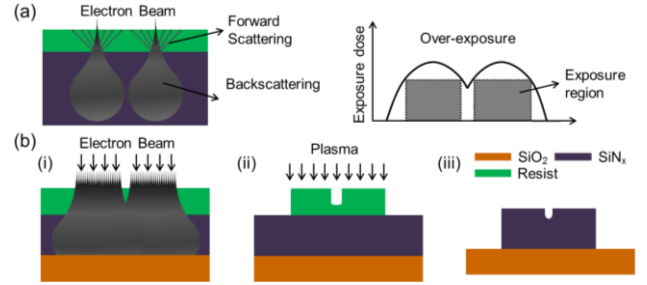 (a)
Electron Beam
Forward
Scattering
Backscattering
Over-exposure
Exposure dose
Exposure
region
(b)
Electron Beam
(i)
Plasma
(ii)
(iii)
SiO₂
SiNₓ
Resist